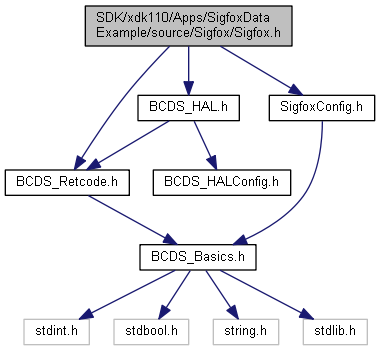 SDK/xdk110/Apps/SigfoxData
Example/source/Sigfox/Sigfox.h
BCDS_HAL.h
SigfoxConfig.h
BCDS_Retcode.h
BCDS_HALConfig.h
BCDS_Basics.h
stdint.h
stdbool.h
string.h
stdlib.h